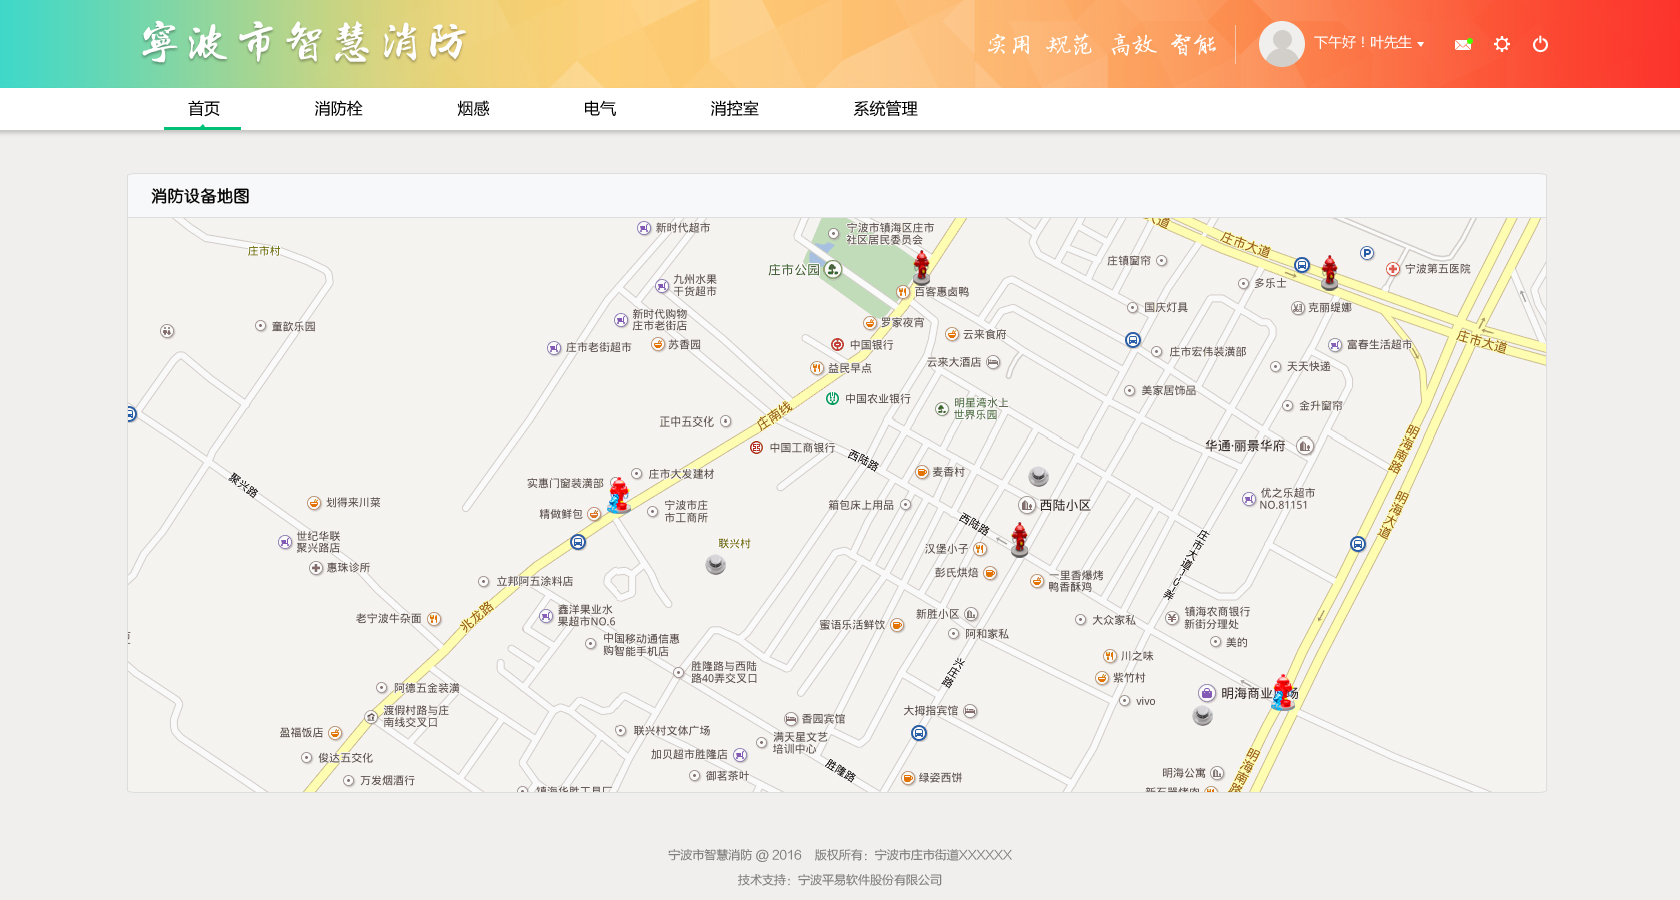 宁波市智慧消防
实用 规范 高效 智能
下午好！叶先生
首页 消防栓 烟感 电气 消控室 系统管理
消防设备地图
新时代超市
宁波市镇海区庄市
社区居民委员会
庄市大道
庄市村
庄市公园
庄镇窗帘
宁波第五医院
九州水果
干货超市
百客惠卤鸭
多乐士
克丽缇娜
国庆灯具
新时代购物
庄市老街店
童歆乐园
罗家夜宵
云来食府
庄市大道
庄市老街超市
苏香园
中国银行
富春生活超市
庄市宏伟装潢部
云来大酒店
益民早点
天天快递
美家居饰品
中国农业银行
明星湾水上
世界乐园
金升窗帘
庄南线
正中五交化
中国工商银行
华通·丽景华府
明海南路
西陆路
麦香村
庄市大发建材
实惠门窗装潢部
聚兴路
划得来川菜
精做鲜包
宁波市庄
市工商所
箱包床上用品
西陆小区
优之乐超市
NO.81151
明海大道
西陆路
世纪华联
聚兴路店
联兴村
汉堡小子
惠珠诊所
彭氏烘焙
一里香爆烤
鸭香酥鸡
立邦阿五涂料店
老宁波牛杂面
兆龙路
鑫洋果业水
果超市NO.6
蜜语乐活鲜饮
新胜小区
阿和家私
大众家私
镇海农商银行
新街分理处
美的
中国移动通信惠
购智能手机店
胜隆路与西陆
路40弄交叉口
兴庄路
川之味
紫竹村
vivo
明海商业广场
阿德五金装潢
渡假村路与庄
南线交叉口
盈福饭店
俊达五交化
万发烟酒行
联兴村文体广场
香园宾馆
大拇指宾馆
满天星文艺
培训中心
加贝超市胜隆店
御茗茶叶
胜隆路
绿姿西饼
明海公寓
明海南路
宁波市智慧消防 @ 2016 版权所有：宁波市庄市街道XXXXXX
技术支持：宁波平易软件股份有限公司